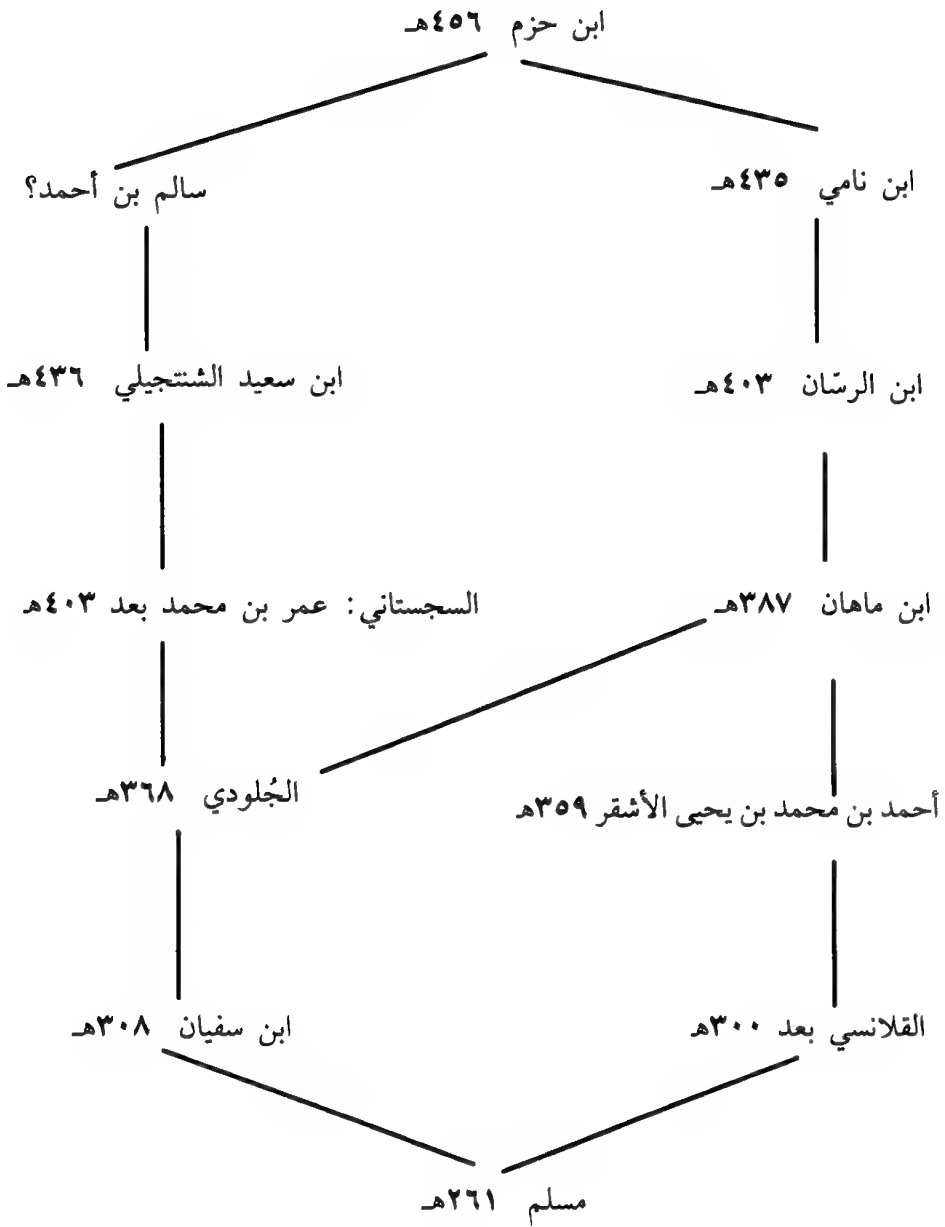 ابن حزم ٤٥٦هـ
ابن نامي ٤٣٥هـ
سالم بن أحمد؟
ابن الرسّان ٤٠٣هـ
ابن سعيد الشنتجيلي ٤٣٦هـ
ابن ماهان ٣٨٧هـ
السجستاني: عمر بن محمد بعد ٤٠٣هـ
أحمد بن محمد بن يحيى الأشقر ٣٥٩هـ
الجُلودي ٣٦٨هـ
القلانسي بعد ٣٠٠هـ
ابن سفيان ٣٠٨هـ
مسلم ٢٦١هـ